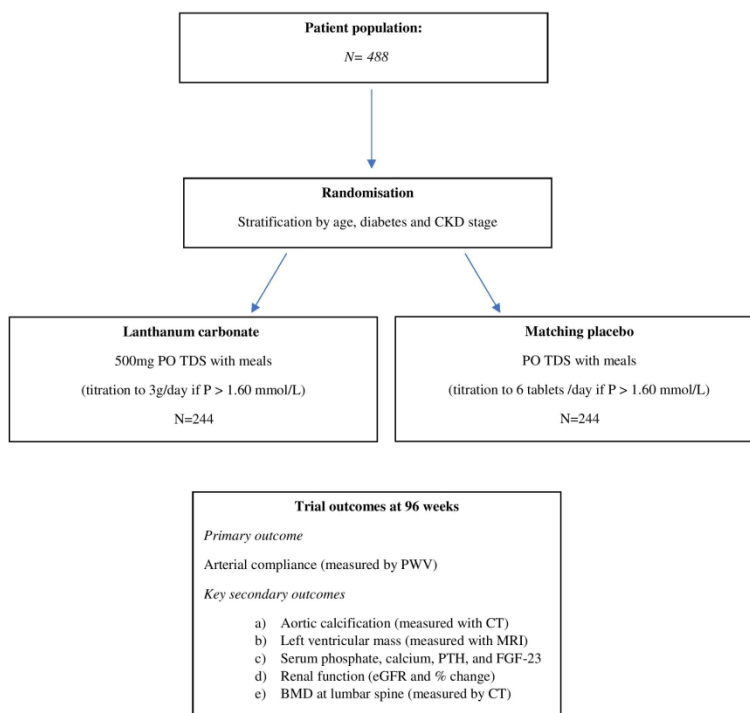 Patient population:
N= 488
Randomisation
Stratification by age, diabetes and CKD stage
Lanthanum carbonate
500mg PO TDS with meals
(titration to 3g/day if P > 1.60 mmol/L)
N=244
Matching placebo
PO TDS with meals
(titration to 6 tablets /day if P > 1.60 mmol/L)
N=244
Trial outcomes at 96 weeks
Primary outcome
Arterial compliance (measured by PWV)
Key secondary outcomes
a) Aortic calcification (measured with CT)
b) Left ventricular mass (measured with MRI)
c) Serum phosphate, calcium, PTH, and FGF-23
d) Renal function (eGFR and % change)
e) BMD at lumbar spine (measured by CT)